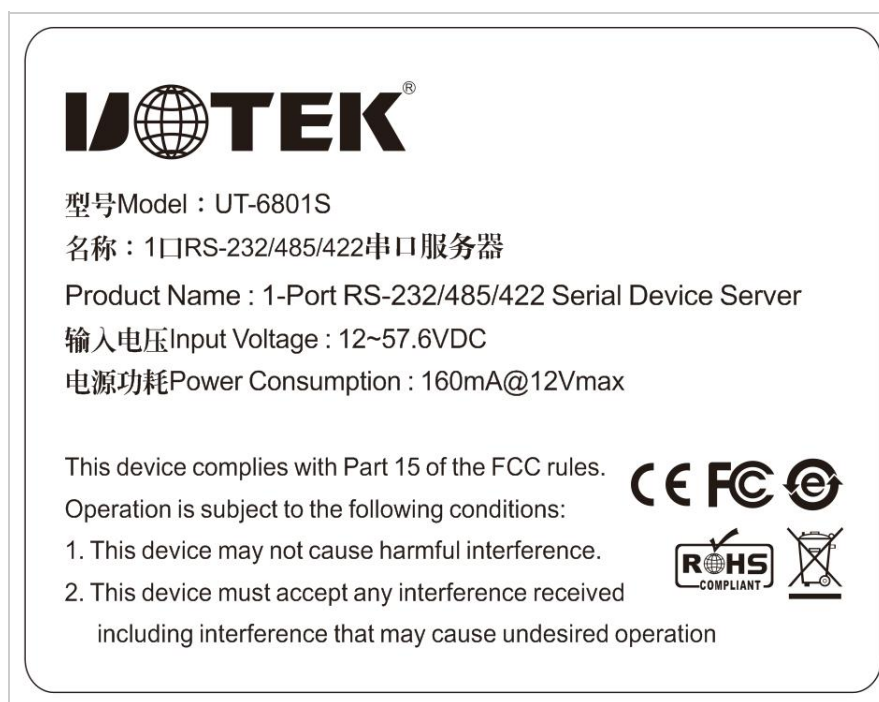 UOTEK®
型号Model：UT-6801S
名称：1口RS-232/485/422串口服务器
Product Name : 1-Port RS-232/485/422 Serial Device Server
输入电压Input Voltage : 12~57.6VDC
电源功耗Power Consumption : 160mA@12Vmax
This device complies with Part 15 of the FCC rules.
Operation is subject to the following conditions:
1. This device may not cause harmful interference.
2. This device must accept any interference received
including interference that may cause undesired operation
CE FC e
ROHS
COMPLIANT